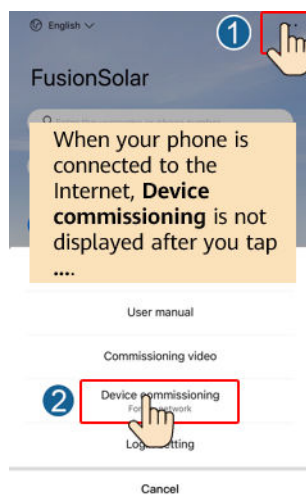 English
1
FusionSolar
When your phone is
connected to the
Internet, Device
commissioning is not
displayed after you tap
....
User manual
Commissioning video
2
Device commissioning
network
Cancel